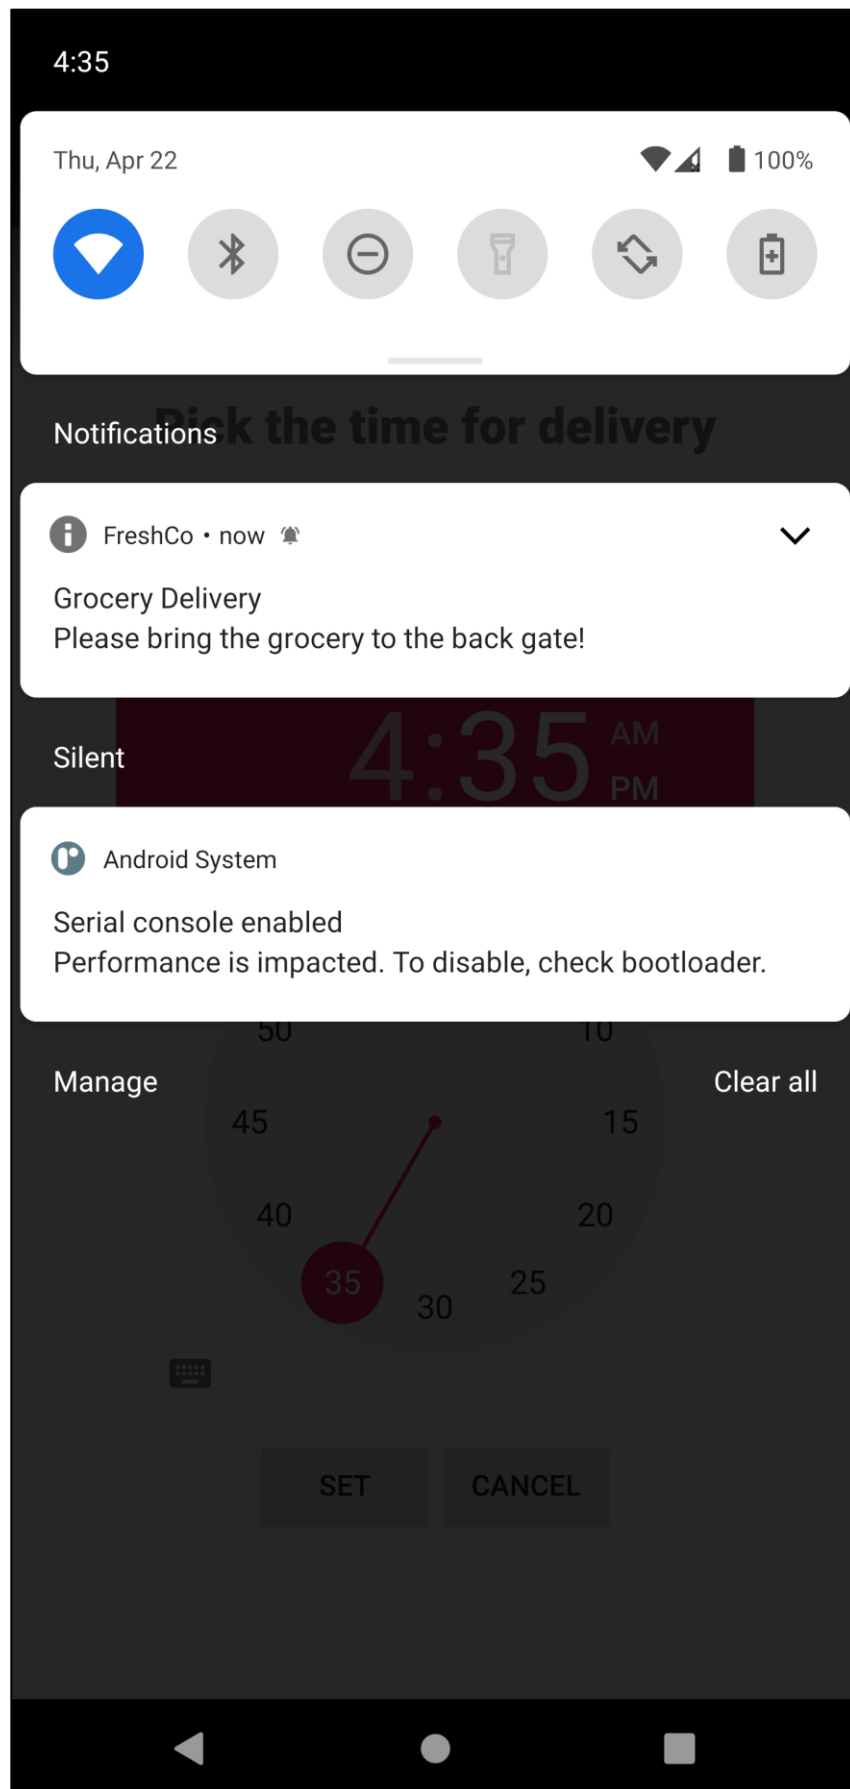 4:35
Thu, Apr 22
100%
Pick the time for delivery
Notifications
FreshCo • now
Grocery Delivery
Please bring the grocery to the back gate!
4:35
AM
PM
Silent
Android System
Serial console enabled
Performance is impacted. To disable, check bootloader.
50
10
Manage
Clear all
45
15
40
20
35
25
30
SET
CANCEL